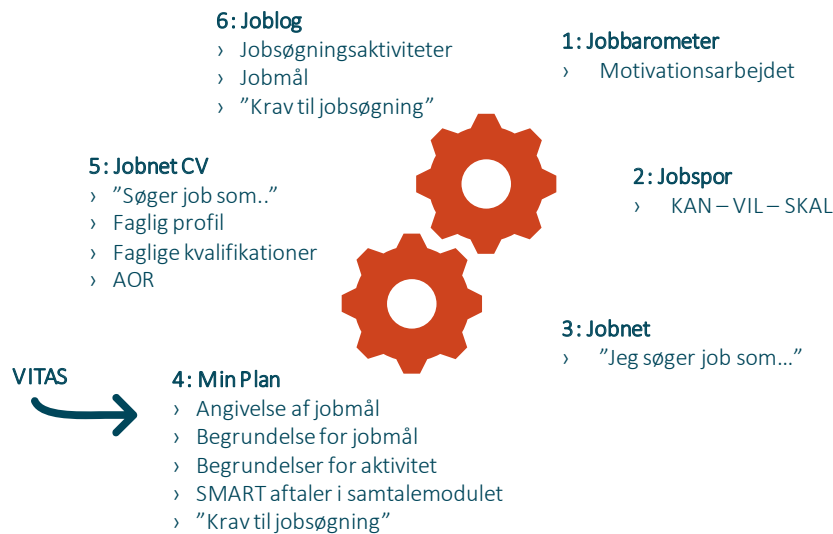 6: Joblog
› Jobsøgningsaktiviteter
› Jobmål
› ”Krav til jobsøgning”
1: Jobbarometer
› Motivationsarbejdet
5: Jobnet CV
› ”Søger job som..”
› Faglig profil
› Faglige kvalifikationer
› AOR
2: Jobspor
› KAN – VIL – SKAL
3: Jobnet
› ”Jeg søger job som…”
VITAS
4: Min Plan
› Angivelse af jobmål
› Begrundelse for jobmål
› Begrundelser for aktivitet
› SMART aftaler i samtalemodulet
› ”Krav til jobsøgning”